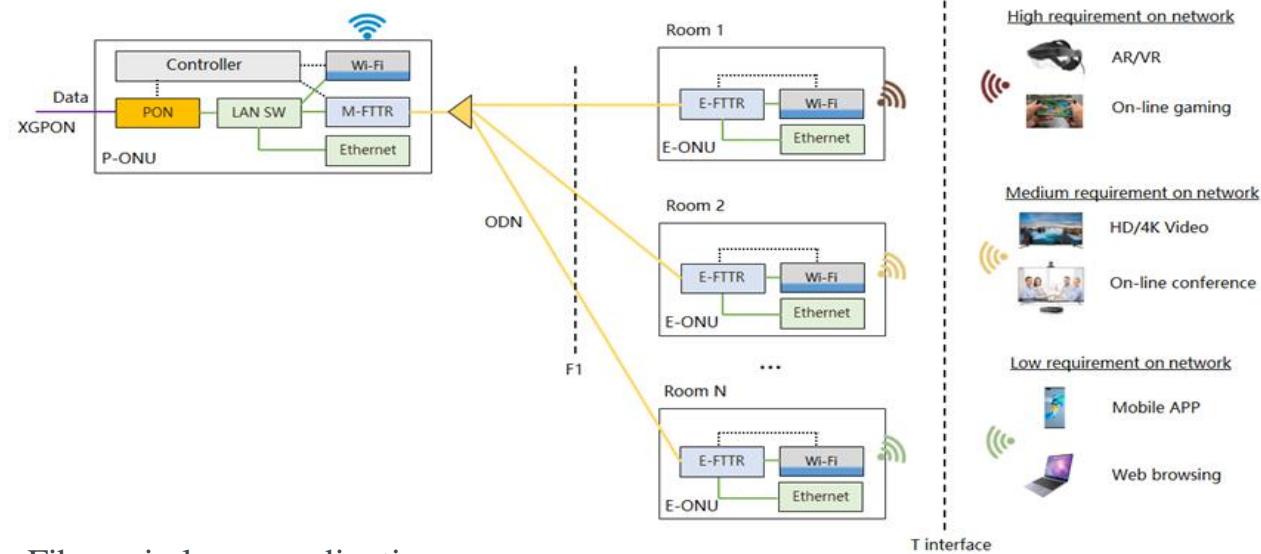 Data
XGPON
Controller
Wi-Fi
PON
LAN SW
M-FTTR
Ethernet
P-ONU
ODN
F1
Room 1
E-FTTR
Wi-Fi
Ethernet
E-ONU
Room 2
E-FTTR
Wi-Fi
Ethernet
E-ONU
...
Room N
E-FTTR
Wi-Fi
Ethernet
E-ONU
T interface
High requirement on network
AR/VR
On-line gaming
Medium requirement on network
HD/4K Video
On-line conference
Low requirement on network
Mobile APP
Web browsing